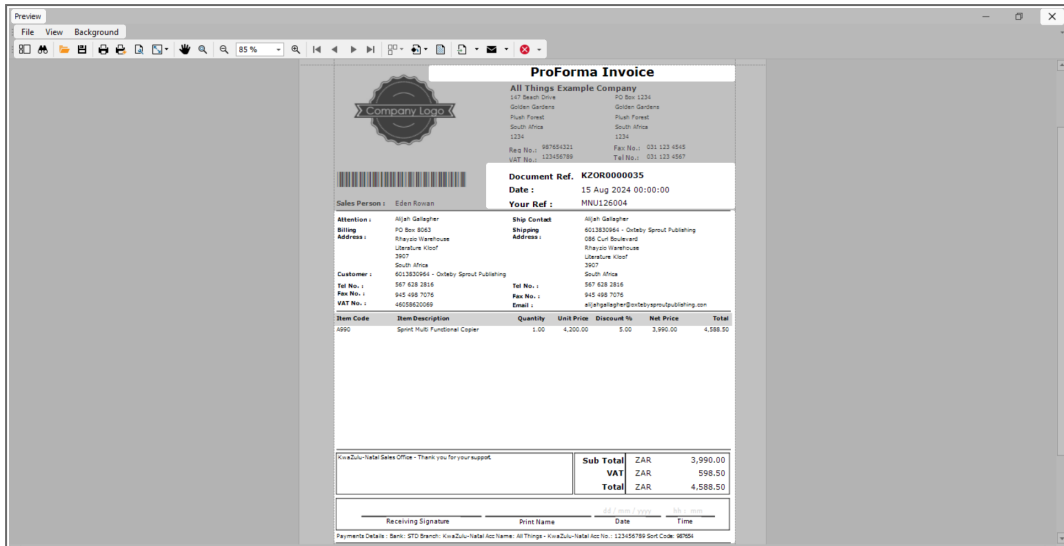 Preview
File View Background
85 %
ProForma Invoice
Company Logo
All Things Example Company
147 Beach Drive PO Box 1234
Golden Gardens Golden Gardens
Plush Forest Plush Forest
South Africa South Africa
1234 1234
Reg No.: 987654321 Fax No.: 031 123 4545
VAT No.: 123456789 Tel No.: 031 123 4567
Document Ref. KZOR0000035
Date : 15 Aug 2024 00:00:00
Sales Person : Eden Rowan Your Ref : MNU126004
Attention : Alijah Gallagher Ship Contact Alijah Gallagher
Billing Address : PO Box 8063 Shipping Address : 6013830964 - Oxteby Sprout Publishing
Rhayzio Warehouse 086 Curl Boulevard
Literature Kloof Rhayzio Warehouse
3907 Literature Kloof
South Africa 3907
Customer : 6013830964 - Oxteby Sprout Publishing South Africa
Tel No. : 567 628 2816 Tel No. : 567 628 2816
Fax No. : 945 498 7076 Fax No. : 945 498 7076
VAT No. : 46058620069 Email : alijahgallagher@oxtebysproutpublishing.con
Item Code Item Description Quantity Unit Price Discount % Net Price Total
A990 Sprint Multi Functional Copier 1.00 4,200.00 5.00 3,990.00 4,588.50
KwaZulu-Natal Sales Office - Thank you for your support.
Sub Total ZAR 3,990.00
VAT ZAR 598.50
Total ZAR 4,588.50
dd / mm / yyyy hh : mm
Receiving Signature Print Name Date Time
Payments Details : Bank: STD Branch: KwaZulu-Natal Acc Name: All Things - KwaZulu-Natal Acc No.: 123456789 Sort Code: 987654